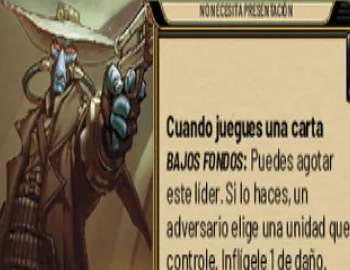 NO NECESITA PRESENTACIÓN
Cuando juegues una carta
BAJOS FONDOS: Puedes agotar
este líder. Si lo haces, un
adversario elige una unidad que
controle. Inflígele 1 de daño.